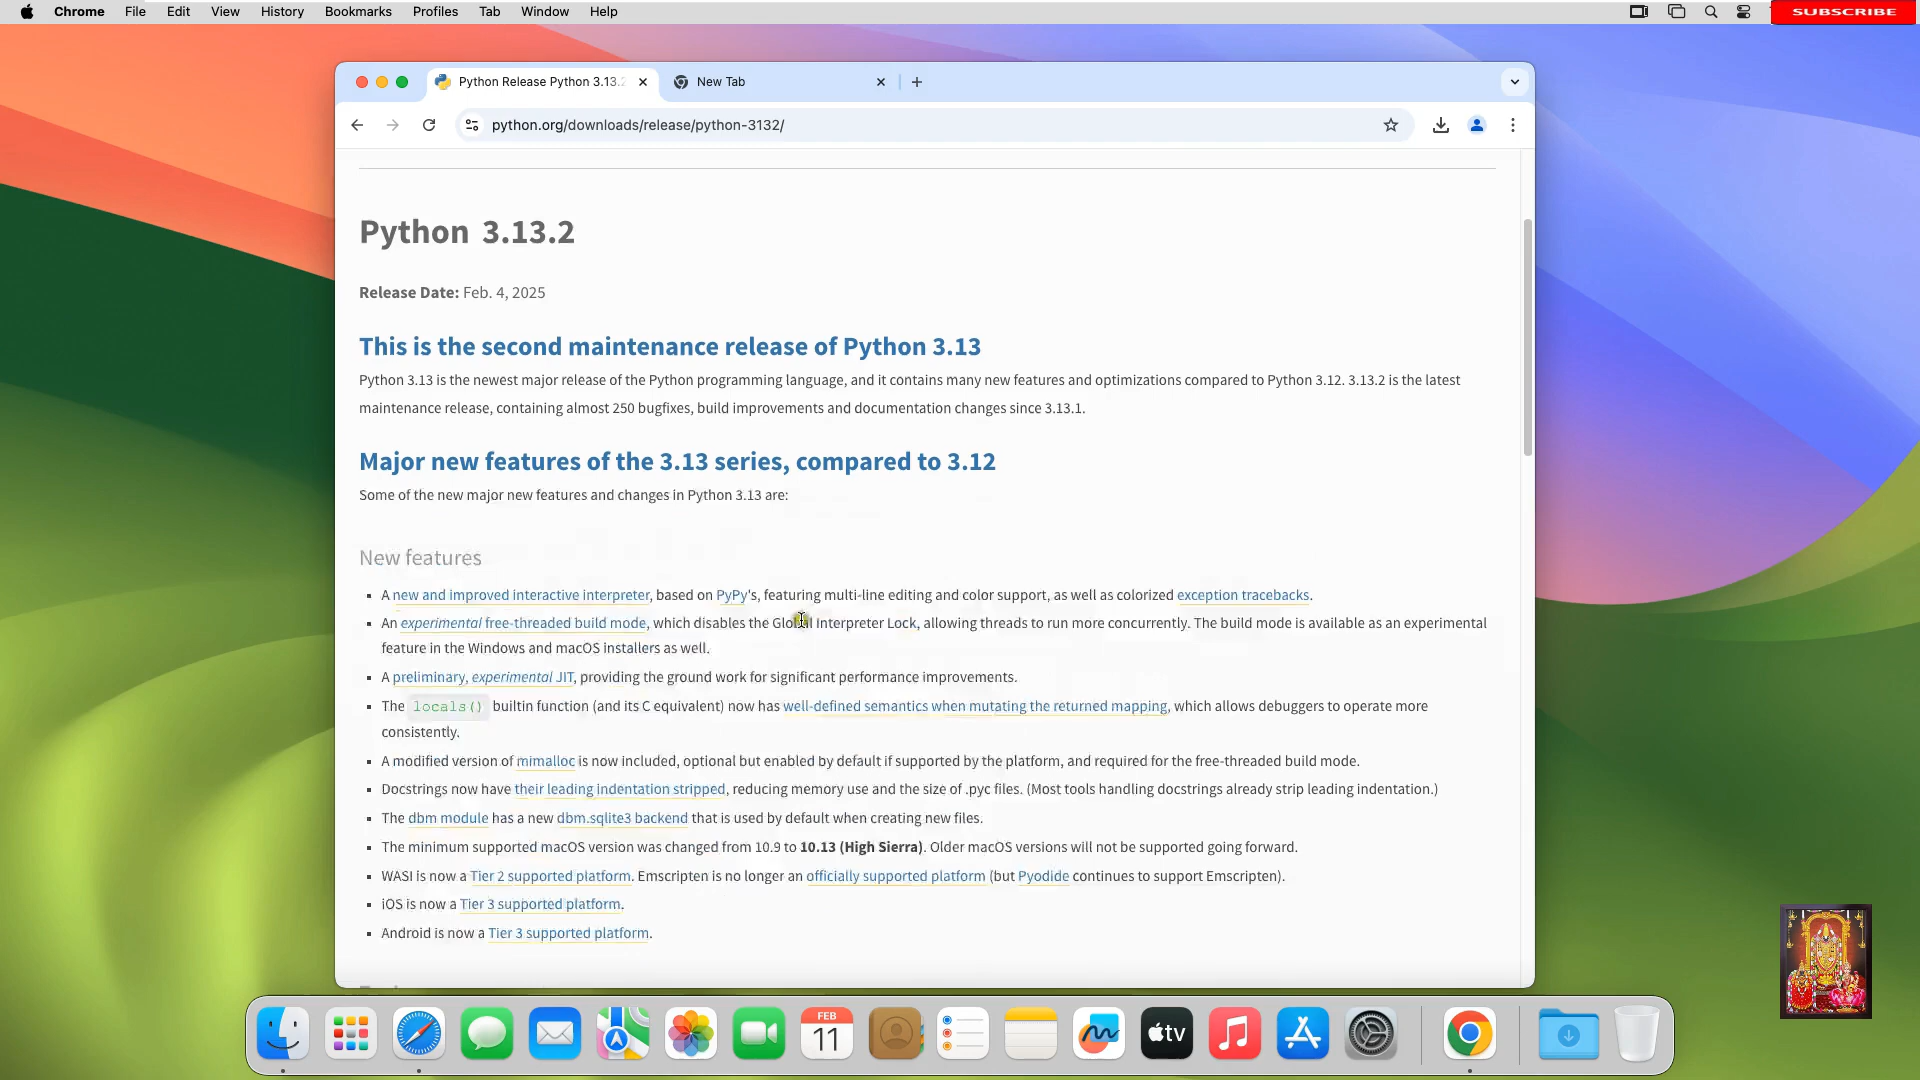 Chrome File Edit View History Bookmarks Profiles Tab Window Help
SUBSCRIBE
Python Release Python 3.13.2
New Tab
python.org/downloads/release/python-3132/
Python 3.13.2
Release Date: Feb. 4, 2025
This is the second maintenance release of Python 3.13
Python 3.13 is the newest major release of the Python programming language, and it contains many new features and optimizations compared to Python 3.12. 3.13.2 is the latest
maintenance release, containing almost 250 bugfixes, build improvements and documentation changes since 3.13.1.
Major new features of the 3.13 series, compared to 3.12
Some of the new major new features and changes in Python 3.13 are:
New features
A new and improved interactive interpreter, based on PyPy's, featuring multi-line editing and color support, as well as colorized exception tracebacks.
An experimental free-threaded build mode, which disables the Global Interpreter Lock, allowing threads to run more concurrently. The build mode is available as an experimental
feature in the Windows and macOS installers as well.
A preliminary, experimental JIT, providing the ground work for significant performance improvements.
The locals() builtin function (and its C equivalent) now has well-defined semantics when mutating the returned mapping, which allows debuggers to operate more
consistently.
A modified version of mimalloc is now included, optional but enabled by default if supported by the platform, and required for the free-threaded build mode.
Docstrings now have their leading indentation stripped, reducing memory use and the size of .pyc files. (Most tools handling docstrings already strip leading indentation.)
The dbm module has a new dbm.sqlite3 backend that is used by default when creating new files.
The minimum supported macOS version was changed from 10.9 to 10.13 (High Sierra). Older macOS versions will not be supported going forward.
WASI is now a Tier 2 supported platform. Emscripten is no longer an officially supported platform (but Pyodide continues to support Emscripten).
iOS is now a Tier 3 supported platform.
Android is now a Tier 3 supported platform.
FEB
11
tv